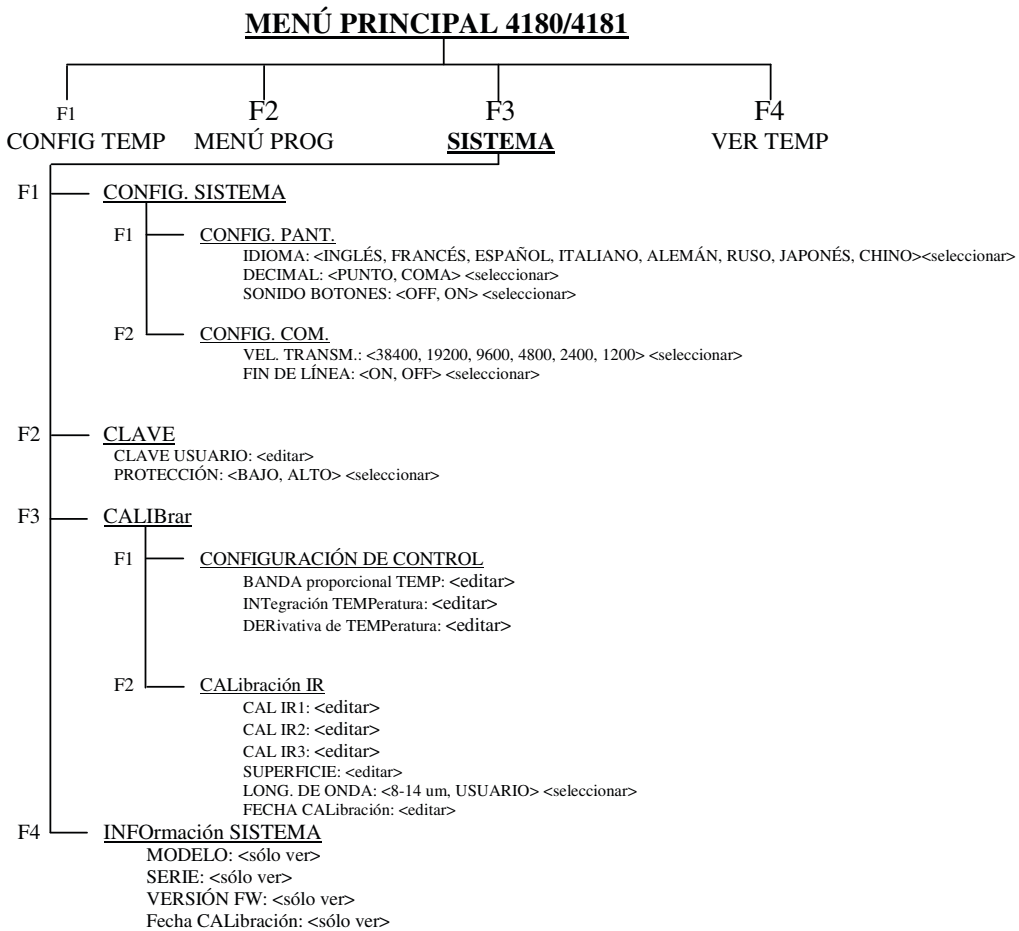 MENÚ PRINCIPAL 4180/4181
F1 F2 F3 F4
CONFIG TEMP MENÚ PROG SISTEMA VER TEMP
F1 CONFIG. SISTEMA
F1 CONFIG. PANT.
IDIOMA: <INGLÉS, FRANCÉS, ESPAÑOL, ITALIANO, ALEMÁN, RUSO, JAPONÉS, CHINO><seleccionar>
DECIMAL: <PUNTO, COMA> <seleccionar>
SONIDO BOTONES: <OFF, ON> <seleccionar>
F2 CONFIG. COM.
VEL. TRANSM.: <38400, 19200, 9600, 4800, 2400, 1200> <seleccionar>
FIN DE LÍNEA: <ON, OFF> <seleccionar>
F2 CLAVE
CLAVE USUARIO: <editar>
PROTECCIÓN: <BAJO, ALTO> <seleccionar>
F3 CALIBrar
F1 CONFIGURACIÓN DE CONTROL
BANDA proporcional TEMP: <editar>
INTegración TEMPeratura: <editar>
DERivativa de TEMPeratura: <editar>
F2 CALibración IR
CAL IR1: <editar>
CAL IR2: <editar>
CAL IR3: <editar>
SUPERFICIE: <editar>
LONG. DE ONDA: <8-14 um, USUARIO> <seleccionar>
FECHA CALibración: <editar>
F4 INFOrmación SISTEMA
MODELO: <sólo ver>
SERIE: <sólo ver>
VERSIÓN FW: <sólo ver>
Fecha CALibración: <sólo ver>